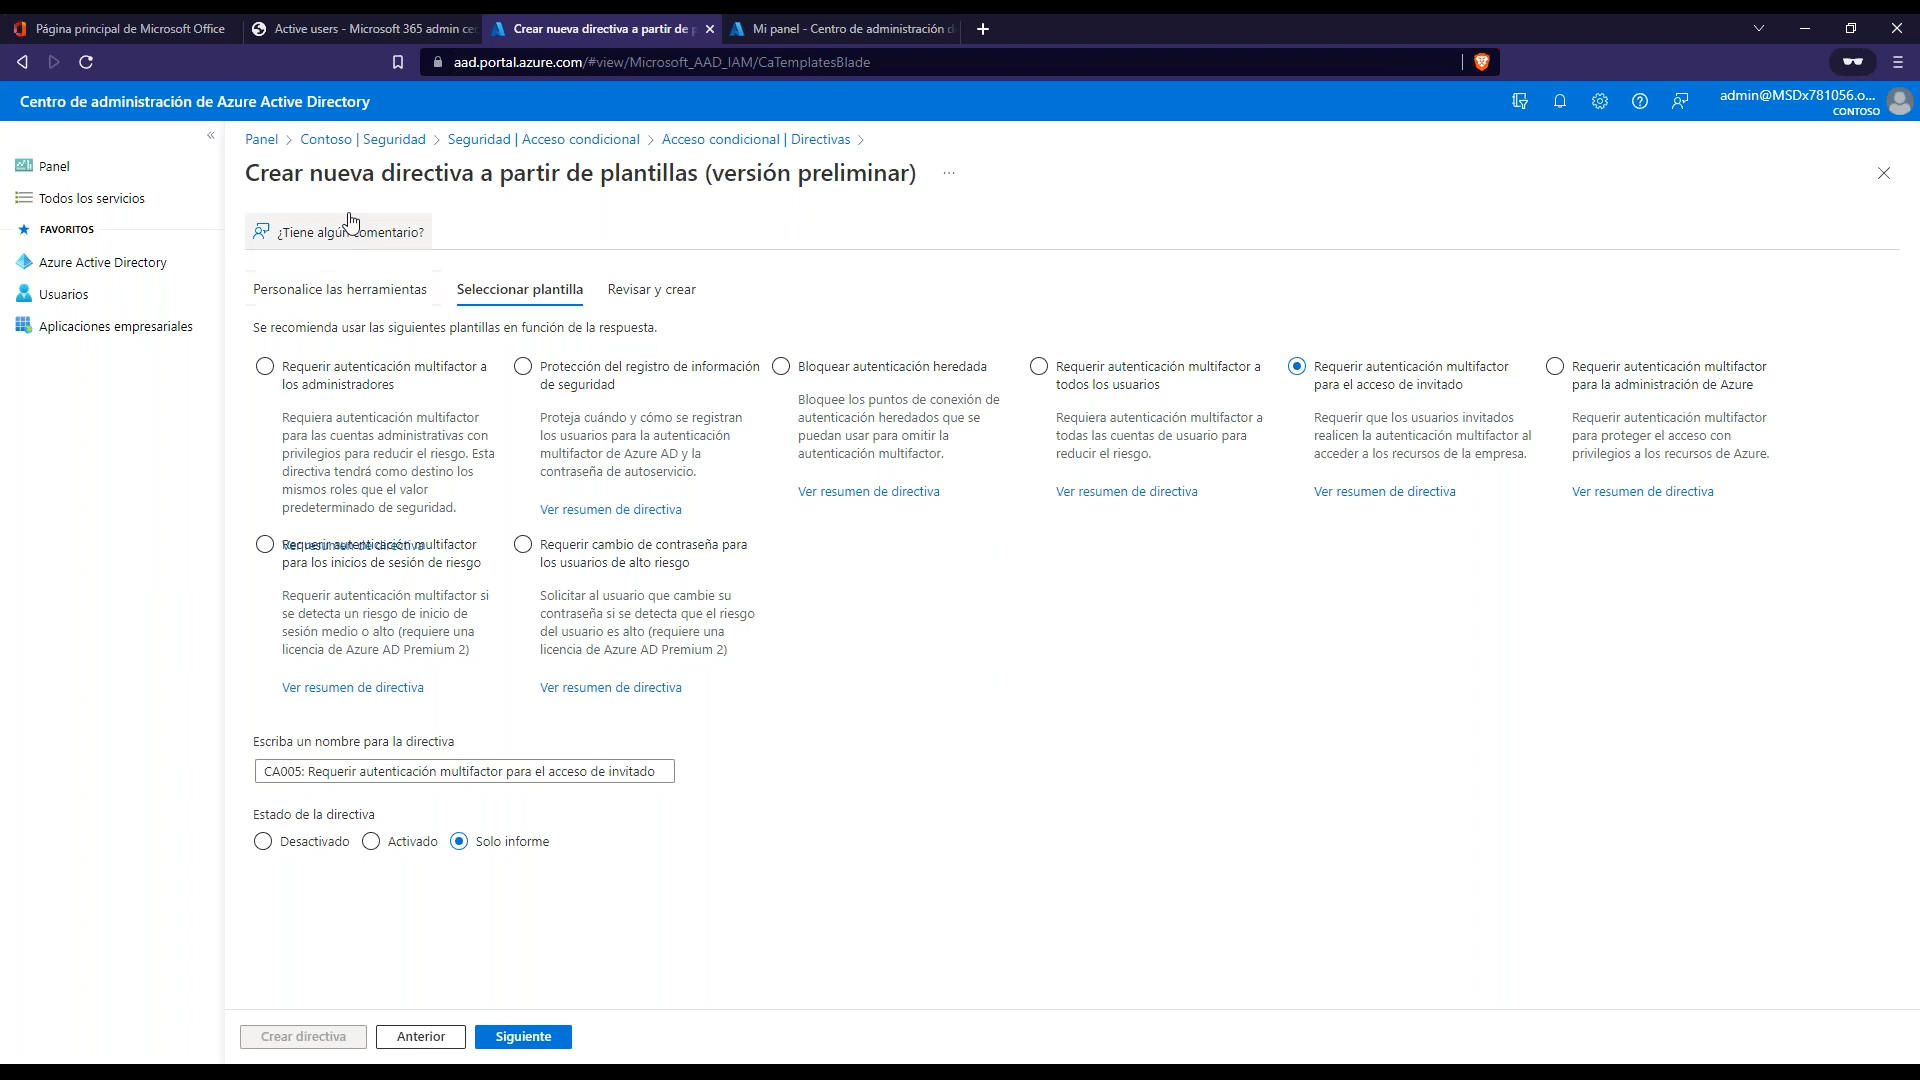 Página principal de Microsoft Office
Active users - Microsoft 365 admin cen
Crear nueva directiva a partir de p
Mi panel - Centro de administración d
aad.portal.azure.com/#view/Microsoft_AAD_IAM/CaTemplatesBlade
Centro de administración de Azure Active Directory
admin@MSDx781056.o...
CONTOSO
Panel
Todos los servicios
FAVORITOS
Azure Active Directory
Usuarios
Aplicaciones empresariales
Panel > Contoso | Seguridad > Seguridad | Acceso condicional > Acceso condicional | Directivas >
Crear nueva directiva a partir de plantillas (versión preliminar) ...
¿Tiene algún comentario?
Personalice las herramientas
Seleccionar plantilla
Revisar y crear
Se recomienda usar las siguientes plantillas en función de la respuesta.
Requerir autenticación multifactor a
los administradores
Requiera autenticación multifactor
para las cuentas administrativas con
privilegios para reducir el riesgo. Esta
directiva tendrá como destino los
mismos roles que el valor
predeterminado de seguridad.
Ver resumen de directiva
Protección del registro de información
de seguridad
Proteja cuándo y cómo se registran
los usuarios para la autenticación
multifactor de Azure AD y la
contraseña de autoservicio.
Ver resumen de directiva
Bloquear autenticación heredada
Bloquee los puntos de conexión de
autenticación heredados que se
puedan usar para omitir la
autenticación multifactor.
Ver resumen de directiva
Requerir autenticación multifactor a
todos los usuarios
Requiera autenticación multifactor a
todas las cuentas de usuario para
reducir el riesgo.
Ver resumen de directiva
Requerir autenticación multifactor
para el acceso de invitado
Requerir que los usuarios invitados
realicen la autenticación multifactor al
acceder a los recursos de la empresa.
Ver resumen de directiva
Requerir autenticación multifactor
para la administración de Azure
Requerir autenticación multifactor
para proteger el acceso con
privilegios a los recursos de Azure.
Ver resumen de directiva
Requerir autenticación multifactor
para los inicios de sesión de riesgo
Requerir autenticación multifactor si
se detecta un riesgo de inicio de
sesión medio o alto (requiere una
licencia de Azure AD Premium 2)
Ver resumen de directiva
Requerir cambio de contraseña para
los usuarios de alto riesgo
Solicitar al usuario que cambie su
contraseña si se detecta que el riesgo
del usuario es alto (requiere una
licencia de Azure AD Premium 2)
Ver resumen de directiva
Escriba un nombre para la directiva
CA005: Requerir autenticación multifactor para el acceso de invitado
Estado de la directiva
Desactivado
Activado
Solo informe
Crear directiva
Anterior
Siguiente